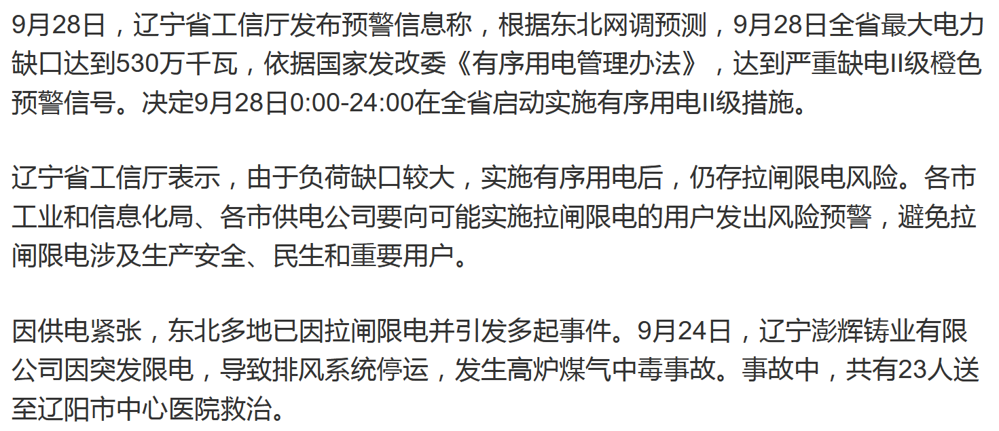 9月28日，辽宁省工信厅发布预警信息称，根据东北网调预测，9月28日全省最大电力
缺口达到530万千瓦，依据国家发改委《有序用电管理办法》，达到严重缺电II级橙色
预警信号。决定9月28日0:00-24:00在全省启动实施有序用电II级措施。
辽宁省工信厅表示，由于负荷缺口较大，实施有序用电后，仍存拉闸限电风险。各市
工业和信息化局、各市供电公司要向可能实施拉闸限电的用户发出风险预警，避免拉
闸限电涉及生产安全、民生和重要用户。
因供电紧张，东北多地已因拉闸限电并引发多起事件。9月24日，辽宁澎辉铸业有限
公司因突发限电，导致排风系统停运，发生高炉煤气中毒事故。事故中，共有23人送
至辽阳市中心医院救治。